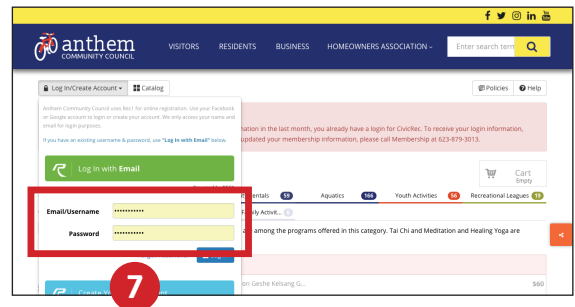 anthem
COMMUNITY COUNCIL
VISITORS RESIDENTS BUSINESS HOMEOWNERS ASSOCIATION
Enter search term
Log In/Create Account
Catalog
Policies
Help
Anthem Community Council uses Rec1 for online registration. Use your Facebook
or Google account to login or create your account. We only access your name and
email for login purposes.
If you have an existing username & password, use "Log In with Email" below.
mation in the last month, you already have a login for CivicRec. To receive your login information,
updated your membership information, please call Membership at 623-879-
3013.
Log In with Email
Cart
Empty
entals 59 Aquatics 166 Youth Activities 56 Recreational Leagues 19
Family Activit...
Email/Username
Password
are among the programs offered in this category. Tai Chi and Meditation and Healing Yoga are
7
Create Yo
on Geshe Kelsang G...
$60